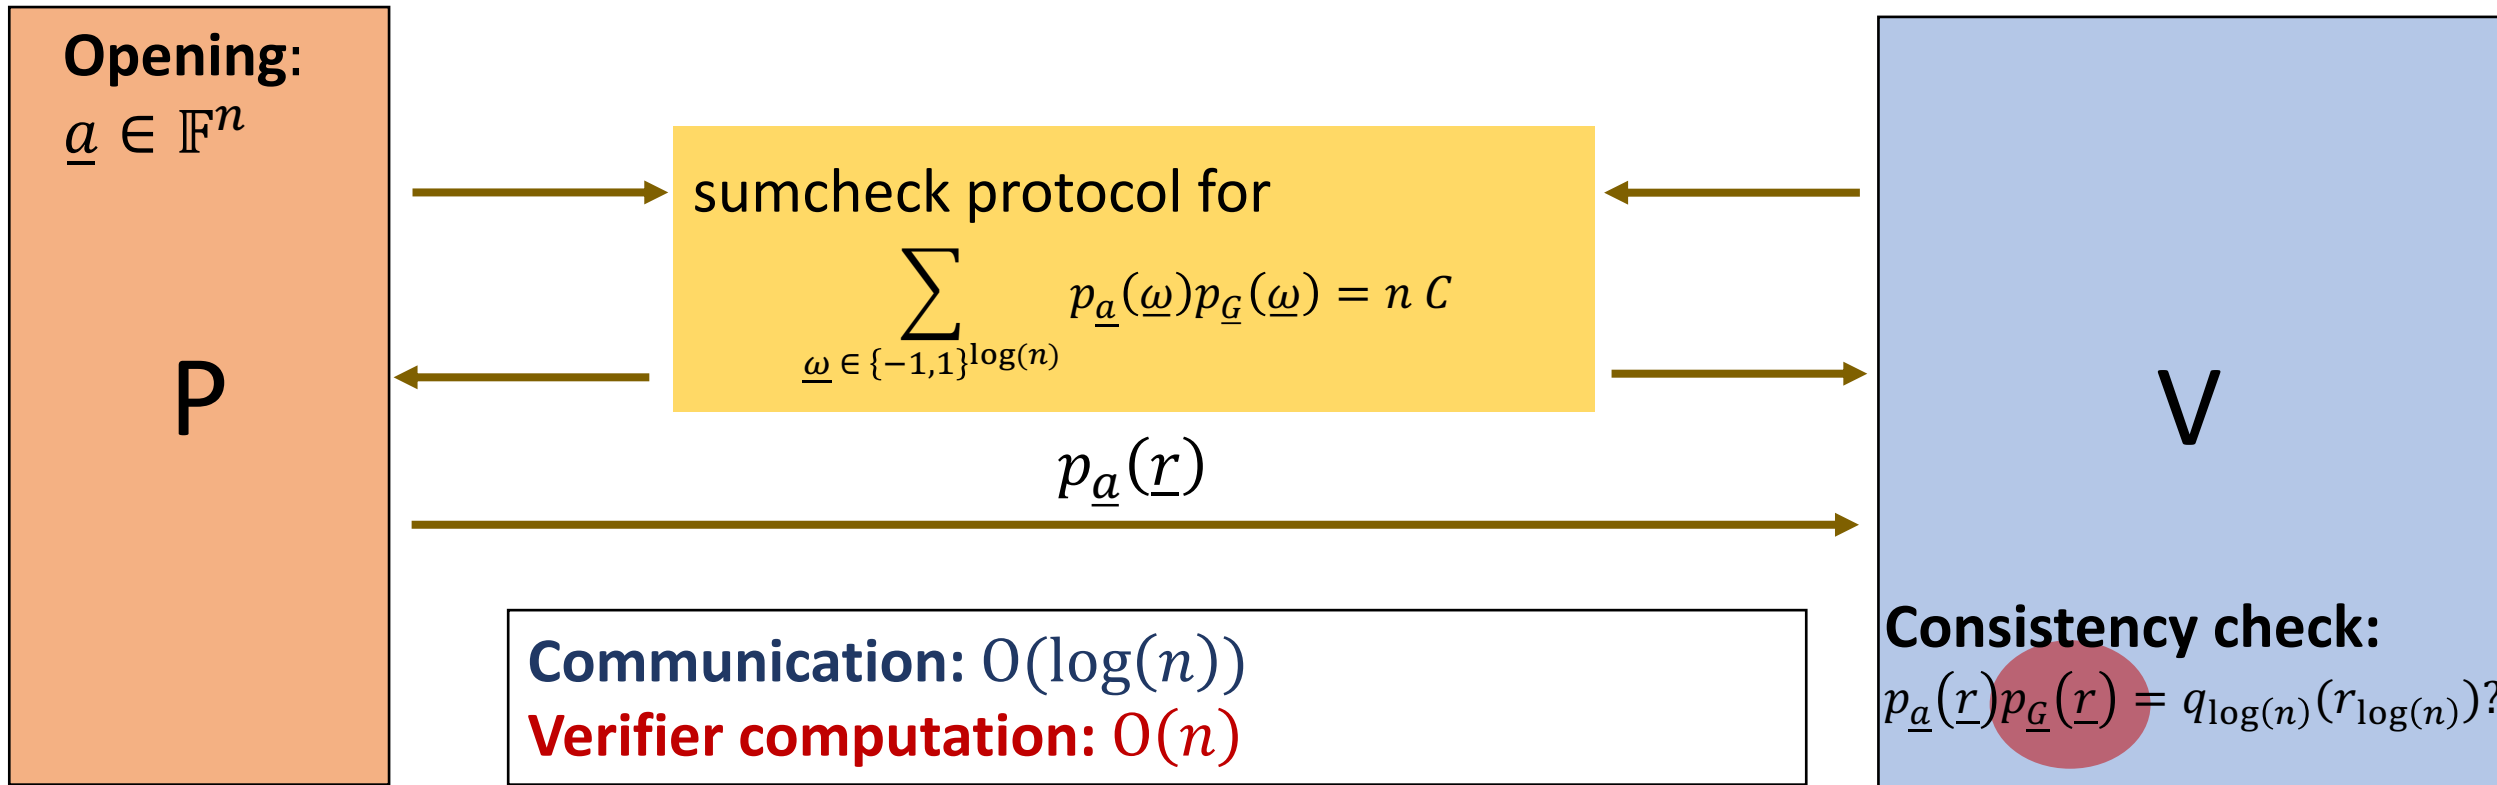 Opening:
a ∈ 𝔽ⁿ
sumcheck protocol for
∑ p_a(ω)p_G(ω) = n C
ω ∈ {−1,1}^log(n)
P
V
p_a(r)
Consistency check:
p_a(r)p_G(r) = q_log(n)(r_log(n))?
Communication: O(log(n))
Verifier computation: O(n)